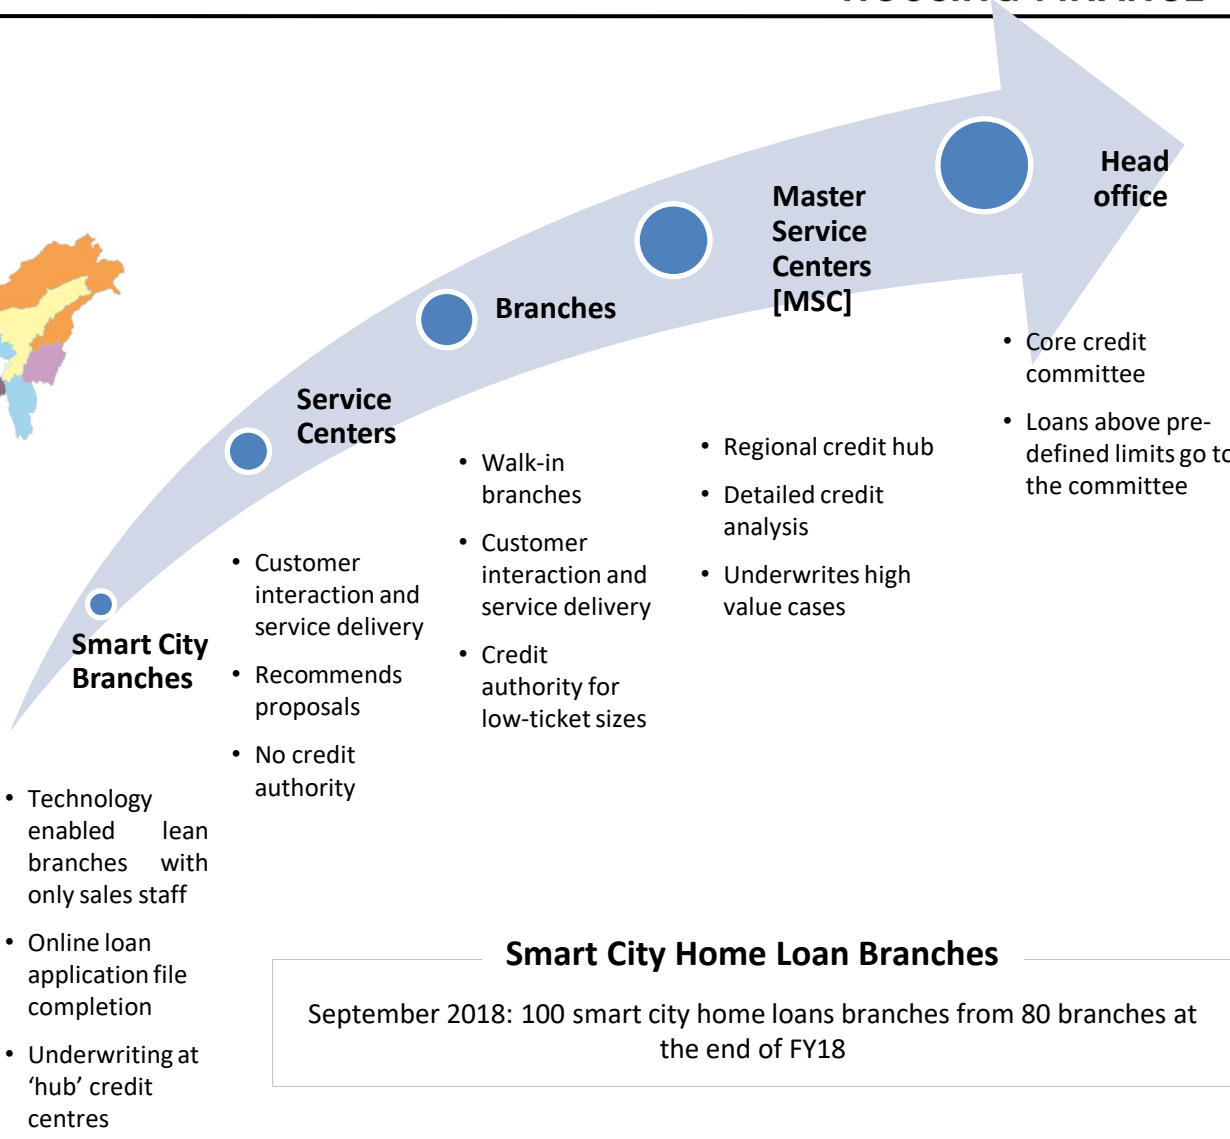 Head
office
Master
Service
Centers
[MSC]
Branches
Service
Centers
Smart City
Branches
• Core credit
committee
• Loans above pre-
defined limits go to
the committee
• Regional credit hub
• Detailed credit
analysis
• Underwrites high
value cases
• Walk-in
branches
• Customer
interaction and
service delivery
• Credit
authority for
low-ticket sizes
• Customer
interaction and
service delivery
• Recommends
proposals
• No credit
authority
• Technology
enabled lean
branches with
only sales staff
• Online loan
application file
completion
• Underwriting at
‘hub’ credit
centres
Smart City Home Loan Branches
September 2018: 100 smart city home loans branches from 80 branches at
the end of FY18